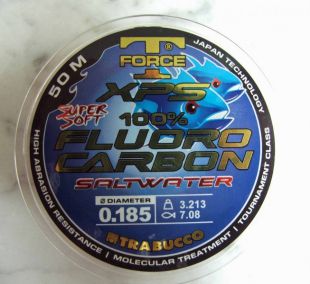 T®
FORCE
50 M
JAPAN TECHNOLOGY
XPS
SUPER
SOFT
100%
FLUORO
CARBON
SALTWATER
Ø DIAMETER
0.185
3.213
7.08
TRABUCCO
HIGH ABRASION RESISTANCE / MOLECULAR TREATMENT / TOURNAMENT CLASS